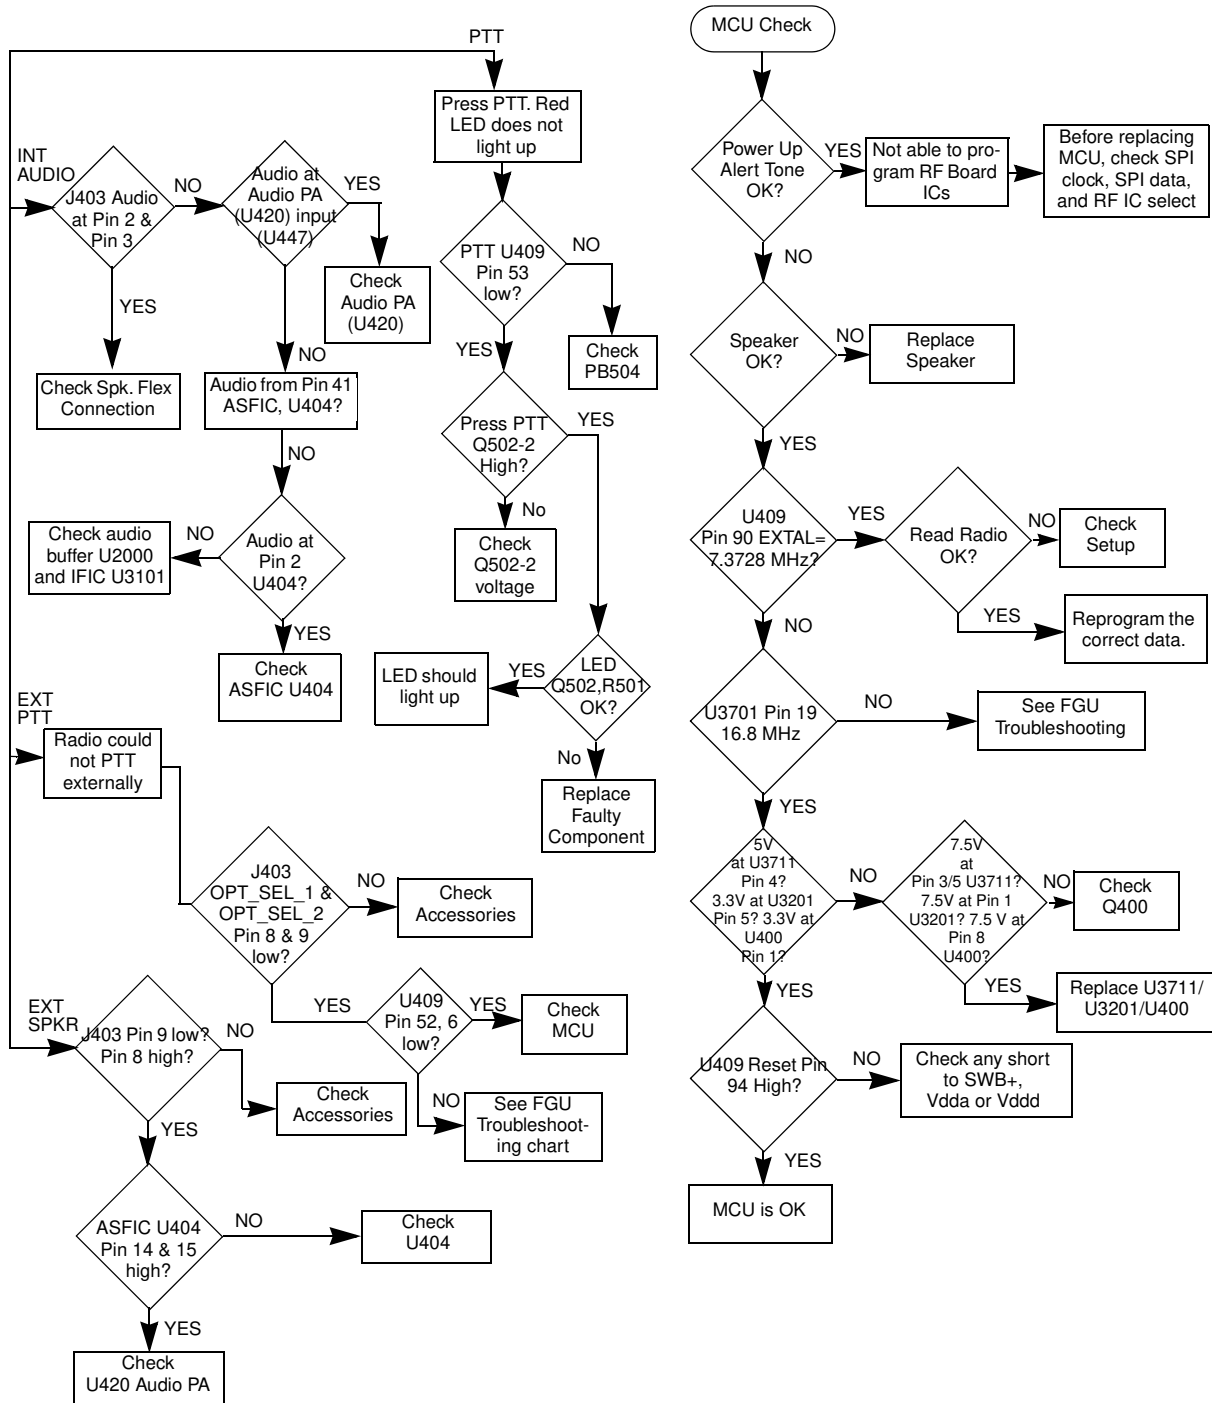 PTT
Press PTT. Red
LED does not
light up
INT
AUDIO
J403 Audio
at Pin 2 &
Pin 3
NO
Audio at
Audio PA
(U420) input
(U447)
YES
Check
Audio PA
(U420)
YES
Check Spk. Flex
Connection
NO
Audio from Pin 41
ASFIC, U404?
NO
Audio at
Pin 2
U404?
NO
Check audio
buffer U2000
and IFIC U3101
YES
Check
ASFIC U404
PTT U409
Pin 53
low?
NO
Check
PB504
YES
Press PTT
Q502-2
High?
YES
No
Check
Q502-2
voltage
LED
Q502,R501
OK?
YES
LED should
light up
No
Replace
Faulty
Component
EXT
PTT
Radio could
not PTT
externally
J403
OPT_SEL_1 &
OPT_SEL_2
Pin 8 & 9
low?
NO
Check
Accessories
YES
U409
Pin 52, 6
low?
YES
Check
MCU
NO
See FGU
Troubleshoot-
ing chart
EXT
SPKR
J403 Pin 9 low?
Pin 8 high?
NO
Check
Accessories
YES
ASFIC U404
Pin 14 & 15
high?
NO
Check
U404
YES
Check
U420 Audio PA
MCU Check
Power Up
Alert Tone
OK?
YES
Not able to pro-
gram RF Board
ICs
Before replacing
MCU, check SPI
clock, SPI data,
and RF IC select
NO
Speaker
OK?
NO
Replace
Speaker
YES
U409
Pin 90 EXTAL=
7.3728 MHz?
YES
Read Radio
OK?
NO
Check
Setup
YES
Reprogram the
correct data.
NO
U3701 Pin 19
16.8 MHz
NO
See FGU
Troubleshooting
YES
5V
at U3711
Pin 4?
3.3V at U3201
Pin 5? 3.3V at
U400
Pin 1?
NO
7.5V
at
Pin 3/5 U3711?
7.5V at Pin 1
U3201? 7.5 V at
Pin 8
U400?
NO
Check
Q400
YES
Replace U3711/
U3201/U400
YES
U409 Reset Pin
94 High?
NO
Check any short
to SWB+,
Vdda or Vddd
YES
MCU is OK